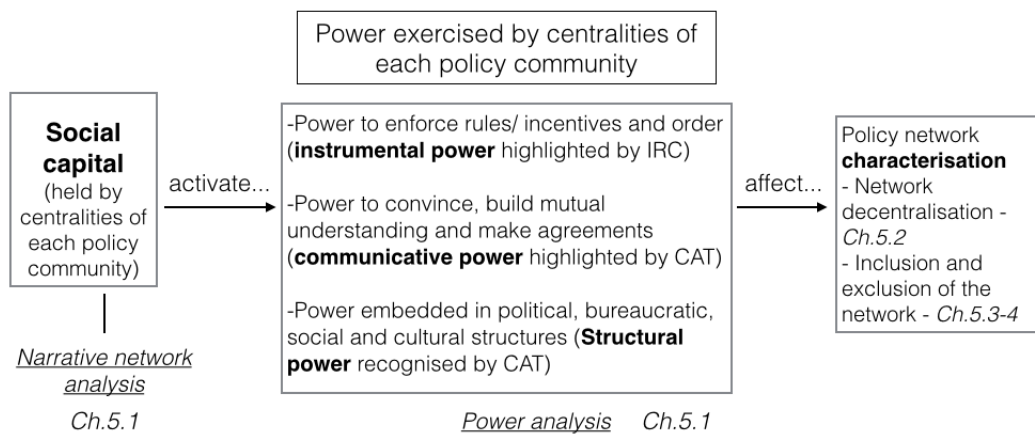 Power exercised by centralities of
each policy community
Social
capital
(held by
centralities of
each policy
community)
activate...
-Power to enforce rules/ incentives and order
(instrumental power highlighted by IRC)
-Power to convince, build mutual
understanding and make agreements
(communicative power highlighted by CAT)
-Power embedded in political, bureaucratic,
social and cultural structures (Structural
power recognised by CAT)
affect...
Policy network
characterisation
- Network
decentralisation -
Ch.5.2
- Inclusion and
exclusion of the
network - Ch.5.3-4
Narrative network
analysis
Ch.5.1
Power analysis Ch.5.1